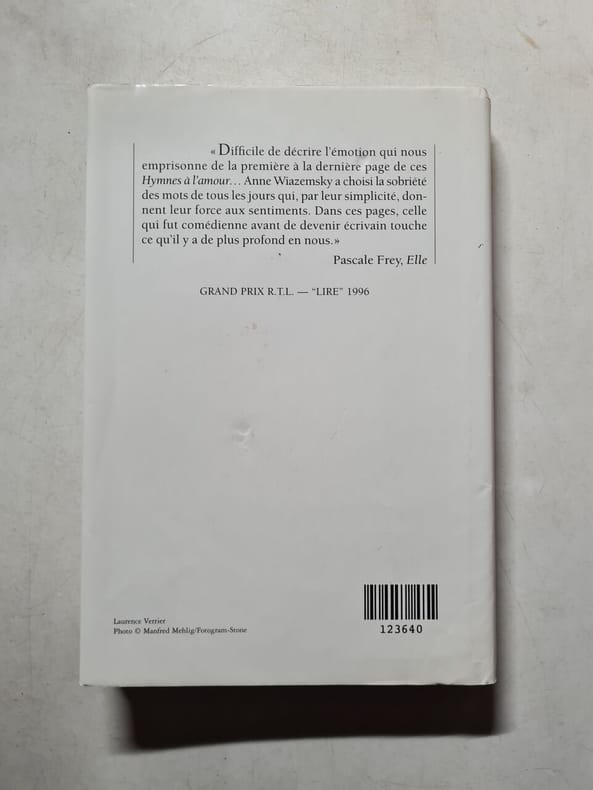 « Difficile de décrire l'émotion qui nous
emprisonne de la première à la dernière page de ces
Hymnes à l'amour... Anne Wiazemsky a choisi la sobriété
des mots de tous les jours qui, par leur simplicité, don-
nent leur force aux sentiments. Dans ces pages, celle
qui fut comédienne avant de devenir écrivain touche
ce qu'il y a de plus profond en nous.»
Pascale Frey, Elle
GRAND PRIX R.T.L. — “LIRE” 1996
Laurence Verrier
Photo © Manfred Mehlig/Fotogram-Stone
123640